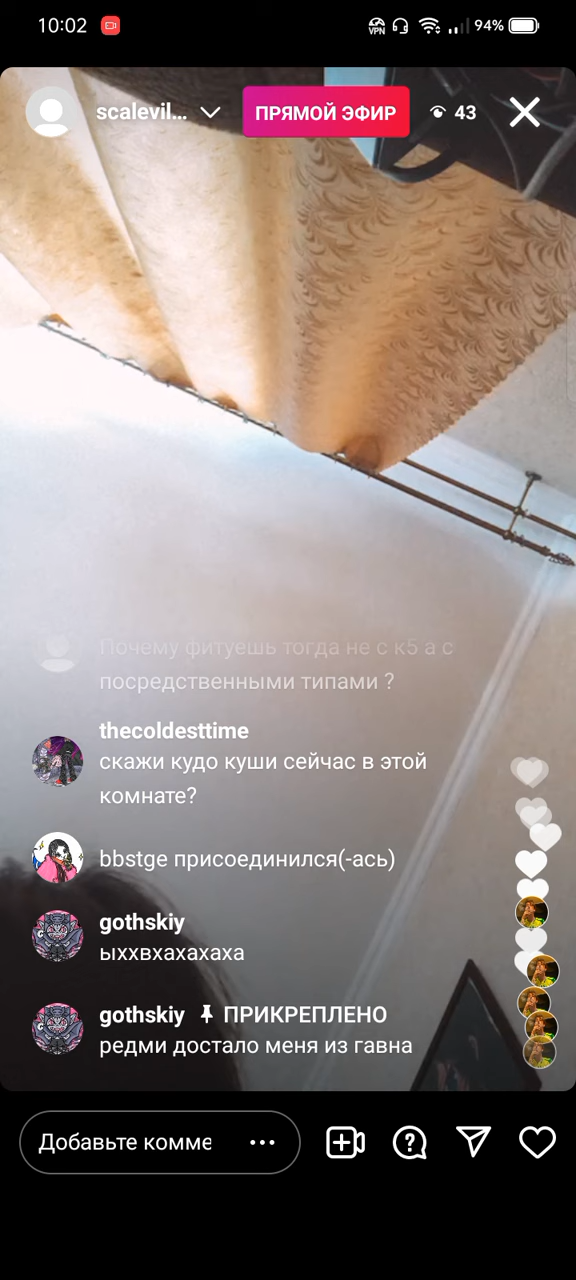 10:02
VPN
94%
scalevil...
ПРЯМОЙ ЭФИР
43
Почему фитуешь тогда не с к5 а с
посредственными типами ?
thecoldesttime
скажи кудо куши сейчас в этой
комнате?
bbstge присоединился(-ась)
gothskiy
ыххвхахахаха
gothskiy ПРИКРЕПЛЕНО
редми достало меня из гавна
Добавьте комме